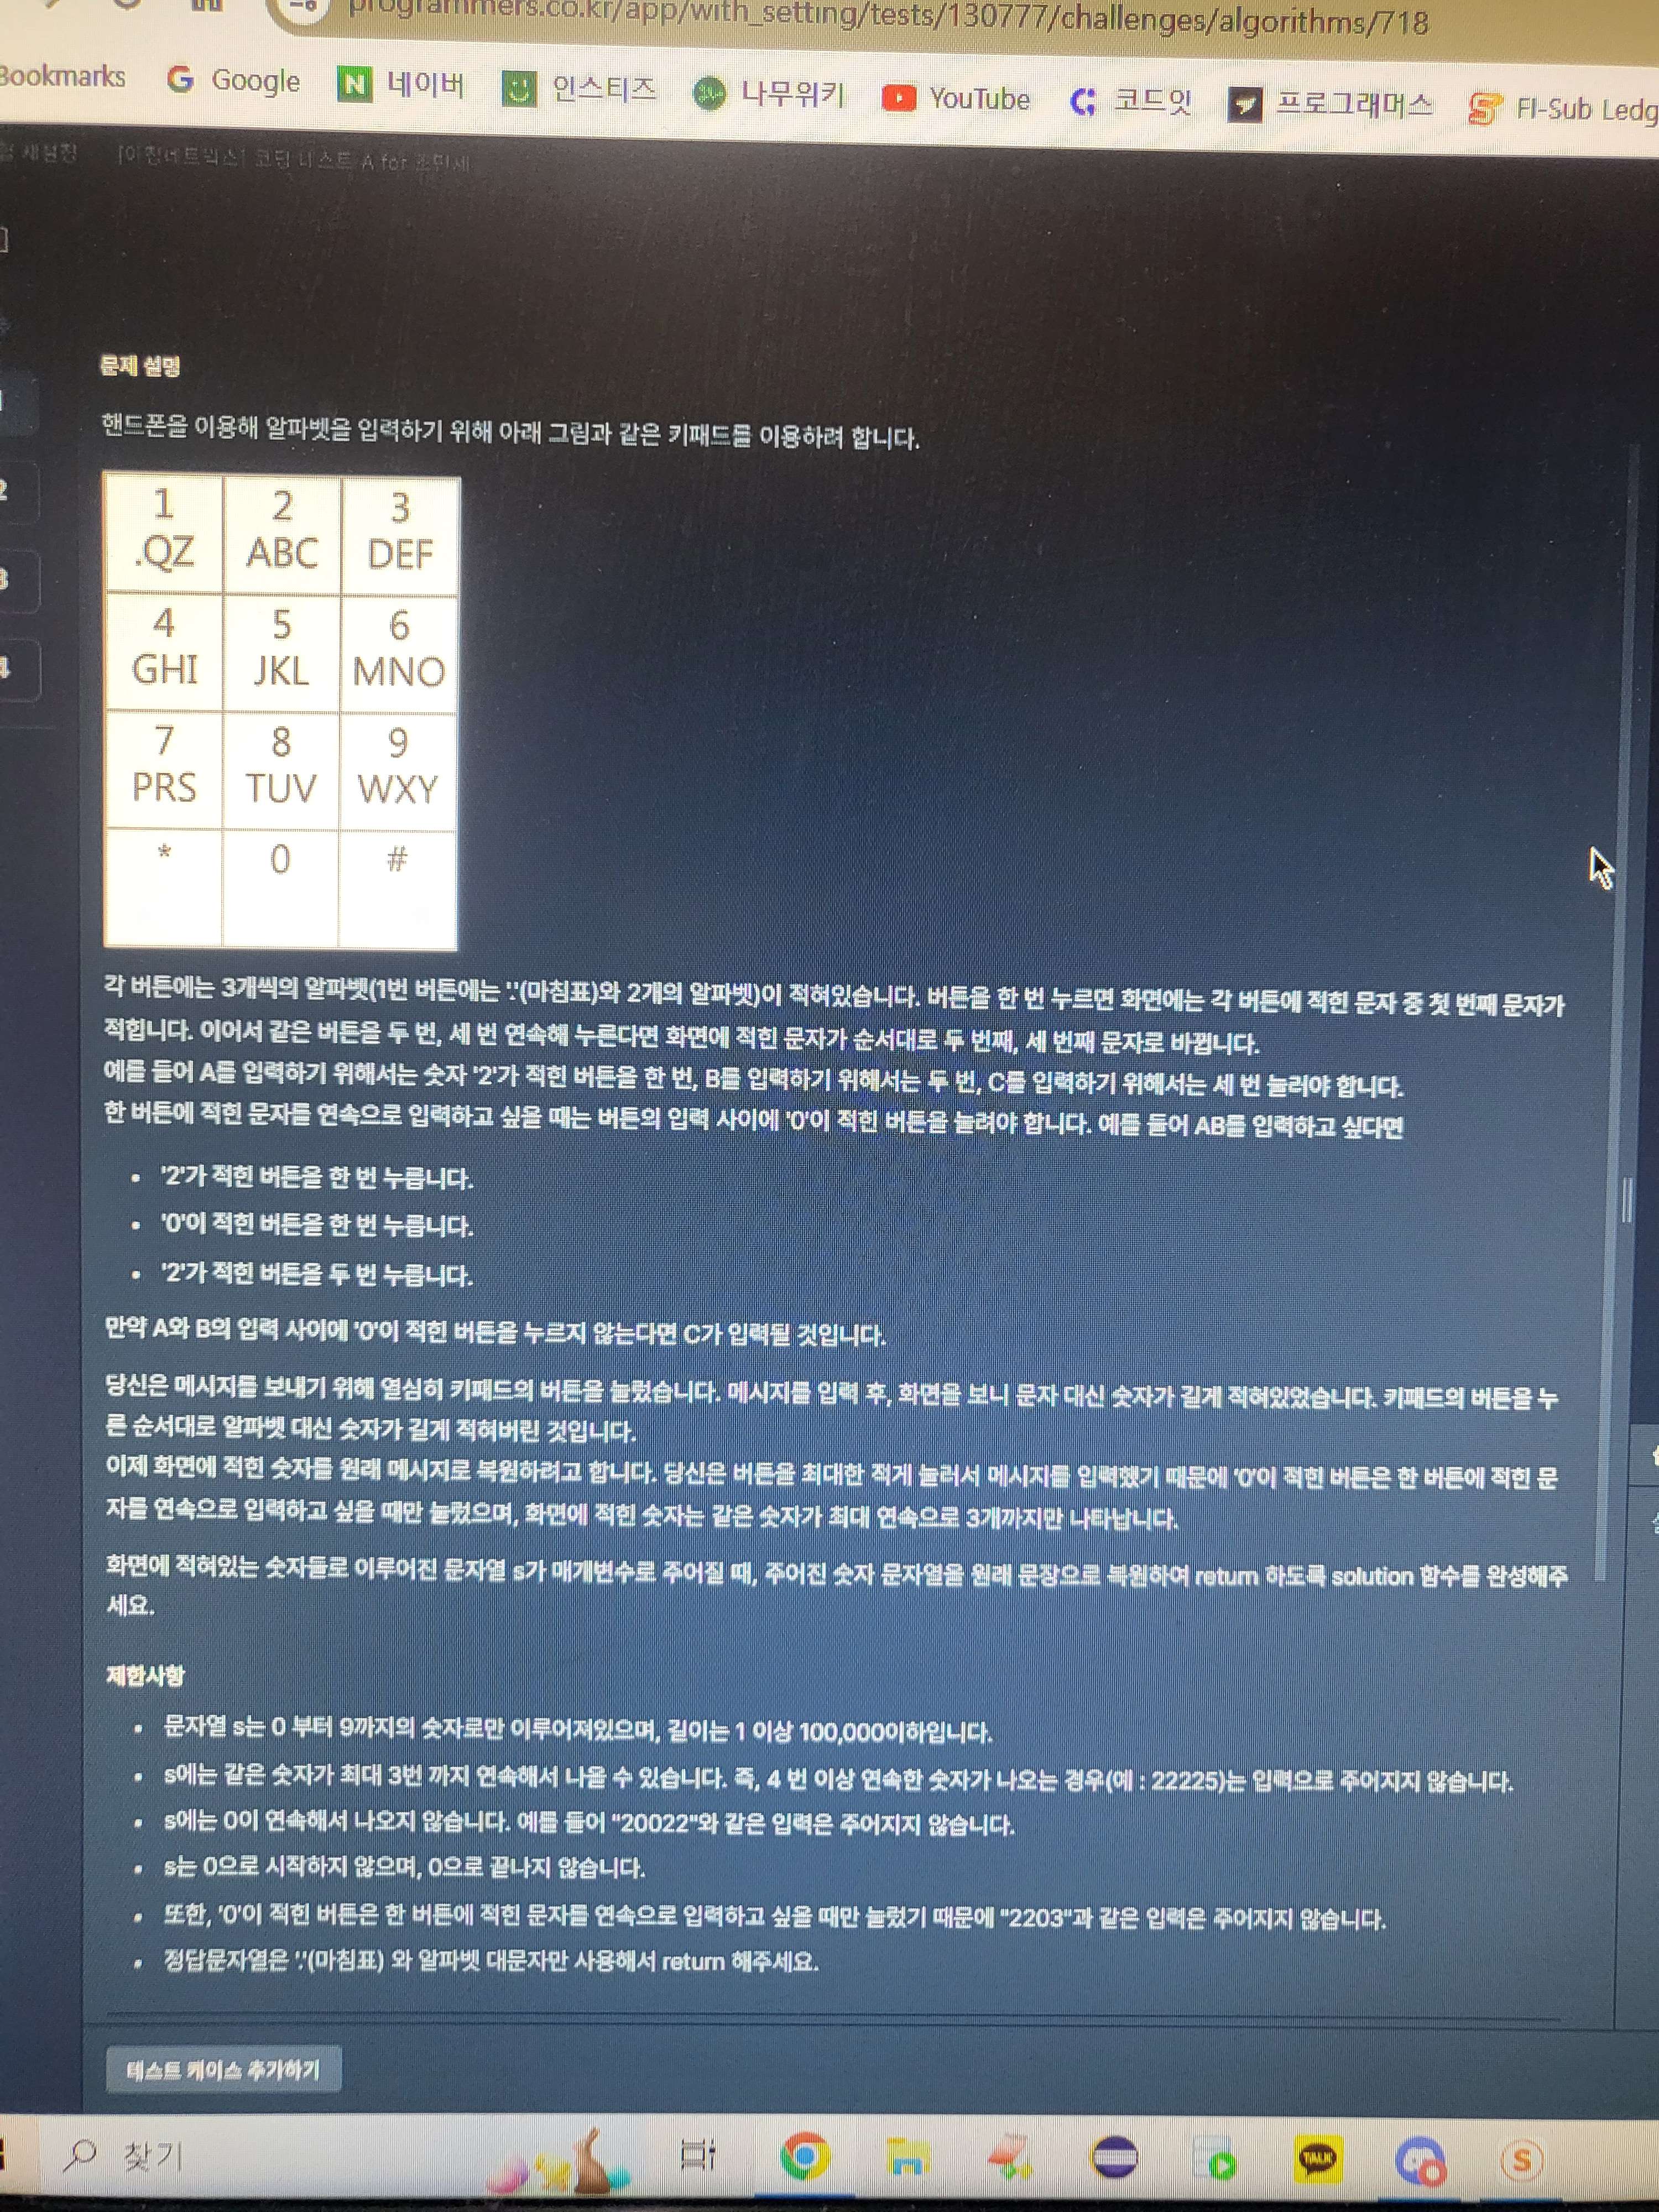 programmers.co.kr/app/with_setting/tests/130777/challenges/algorithms/718
Bookmarks Google 네이버 인스티즈 나무위키 YouTube 코드잇 프로그래머스 FI-Sub Ledg
코딩 테스트 A for
문제 설명
핸드폰을 이용해 알파벳을 입력하기 위해 아래 그림과 같은 키패드를 이용하려 합니다.
1 2 3
.QZ ABC DEF
4 5 6
GHI JKL MNO
7 8 9
PRS TUV WXY
* 0 #
각 버튼에는 3개씩의 알파벳(1번 버튼에는 '.'(마침표)와 2개의 알파벳)이 적혀있습니다. 버튼을 한 번 누르면 화면에는 각 버튼에 적힌 문자 중 첫 번째 문자가
적힙니다. 이어서 같은 버튼을 두 번, 세 번 연속해 누른다면 화면에 적힌 문자가 순서대로 두 번째, 세 번째 문자로 바뀝니다.
예를 들어 A를 입력하기 위해서는 숫자 '2'가 적힌 버튼을 한 번, B를 입력하기 위해서는 두 번, C를 입력하기 위해서는 세 번 눌러야 합니다.
한 버튼에 적힌 문자를 연속으로 입력하고 싶을 때는 버튼의 입력 사이에 '0'이 적힌 버튼을 눌려야 합니다. 예를 들어 AB를 입력하고 싶다면
• '2'가 적힌 버튼을 한 번 누릅니다.
• '0'이 적힌 버튼을 한 번 누릅니다.
• '2'가 적힌 버튼을 두 번 누릅니다.
만약 A와 B의 입력 사이에 '0'이 적힌 버튼을 누르지 않는다면 C가 입력될 것입니다.
당신은 메시지를 보내기 위해 열심히 키패드의 버튼을 눌렀습니다. 메시지를 입력 후, 화면을 보니 문자 대신 숫자가 길게 적혀있었습니다. 키패드의 버튼을 누
른 순서대로 알파벳 대신 숫자가 길게 적혀버린 것입니다.
이제 화면에 적힌 숫자를 원래 메시지로 복원하려고 합니다. 당신은 버튼을 최대한 적게 눌러서 메시지를 입력했기 때문에 '0'이 적힌 버튼은 한 버튼에 적힌 문
자를 연속으로 입력하고 싶을 때만 눌렀으며, 화면에 적힌 숫자는 같은 숫자가 최대 연속으로 3개까지만 나타납니다.
화면에 적혀있는 숫자들로 이루어진 문자열 s가 매개변수로 주어질 때, 주어진 숫자 문자열을 원래 문장으로 복원하여 return 하도록 solution 함수를 완성해주
세요.
제한사항
• 문자열 s는 0 부터 9까지의 숫자로만 이루어져있으며, 길이는 1 이상 100,000이하입니다.
• s에는 같은 숫자가 최대 3번 까지 연속해서 나올 수 있습니다. 즉, 4 번 이상 연속한 숫자가 나오는 경우(예 : 22225)는 입력으로 주어지지 않습니다.
• s에는 0이 연속해서 나오지 않습니다. 예를 들어 "20022"와 같은 입력은 주어지지 않습니다.
• s는 0으로 시작하지 않으며, 0으로 끝나지 않습니다.
• 또한, '0'이 적힌 버튼은 한 버튼에 적힌 문자를 연속으로 입력하고 싶을 때만 눌렀기 때문에 "2203"과 같은 입력은 주어지지 않습니다.
• 정답문자열은 '.'(마침표) 와 알파벳 대문자만 사용해서 return 해주세요.
테스트 케이스 추가하기
찾기
TALK